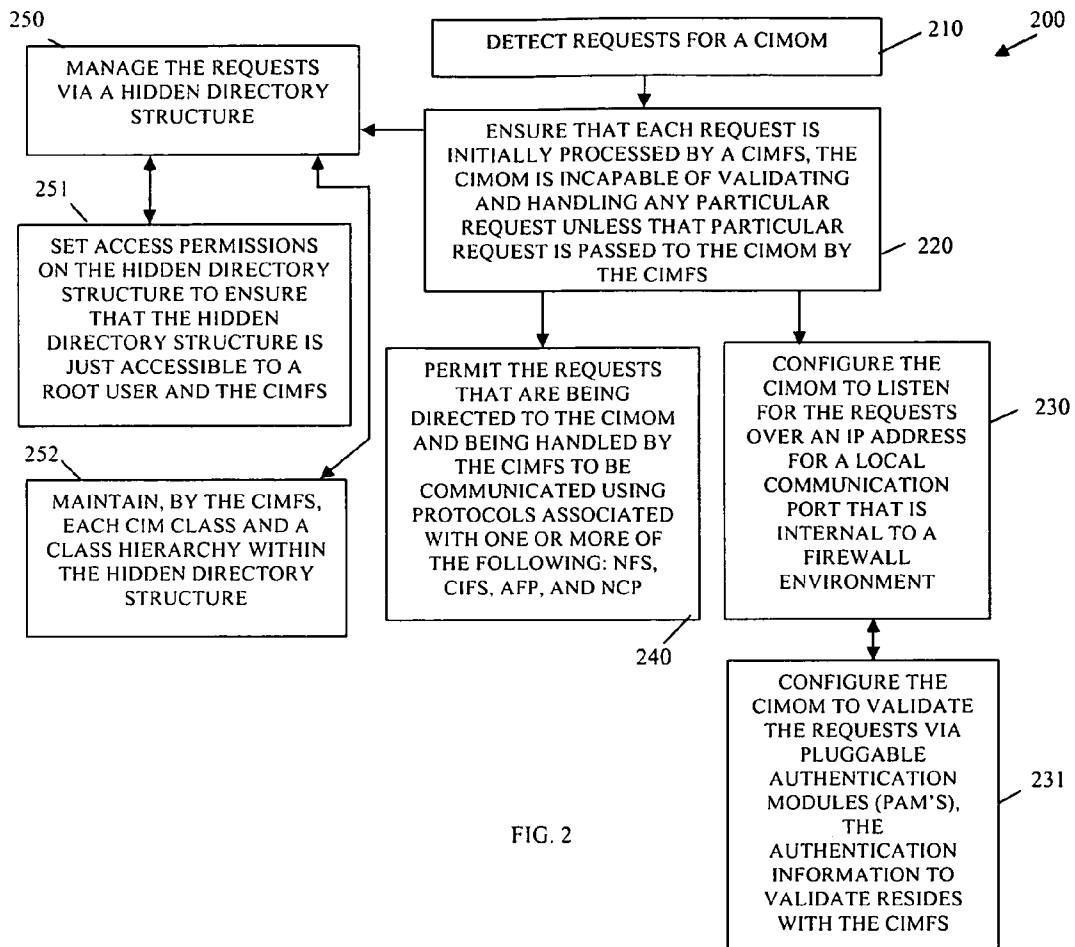 200
210
DETECT REQUESTS FOR A CIMOM
250
MANAGE THE REQUESTS
VIA A HIDDEN DIRECTORY
STRUCTURE
ENSURE THAT EACH REQUEST IS
INITIALLY PROCESSED BY A CIMFS, THE
CIMOM IS INCAPABLE OF VALIDATING
AND HANDLING ANY PARTICULAR
REQUEST UNLESS THAT PARTICULAR
REQUEST IS PASSED TO THE CIMOM BY
THE CIMFS
220
251
SET ACCESS PERMISSIONS
ON THE HIDDEN DIRECTORY
STRUCTURE TO ENSURE
THAT THE HIDDEN
DIRECTORY STRUCTURE IS
JUST ACCESSIBLE TO A
ROOT USER AND THE CIMFS
252
MAINTAIN, BY THE CIMFS,
EACH CIM CLASS AND A
CLASS HIERARCHY WITHIN
THE HIDDEN DIRECTORY
STRUCTURE
PERMIT THE REQUESTS
THAT ARE BEING
DIRECTED TO THE CIMOM
AND BEING HANDLED BY
THE CIMFS TO BE
COMMUNICATED USING
PROTOCOLS ASSOCIATED
WITH ONE OR MORE OF
THE FOLLOWING: NFS,
CIFS, AFP, AND NCP
240
CONFIGURE THE
CIMOM TO LISTEN
FOR THE REQUESTS
OVER AN IP ADDRESS
FOR A LOCAL
COMMUNICATION
PORT THAT IS
INTERNAL TO A
FIREWALL
ENVIRONMENT
230
CONFIGURE THE
CIMOM TO VALIDATE
THE REQUESTS VIA
PLUGGABLE
AUTHENTICATION
MODULES (PAM'S),
THE
AUTHENTICATION
INFORMATION TO
VALIDATE RESIDES
WITH THE CIMFS
231
FIG. 2